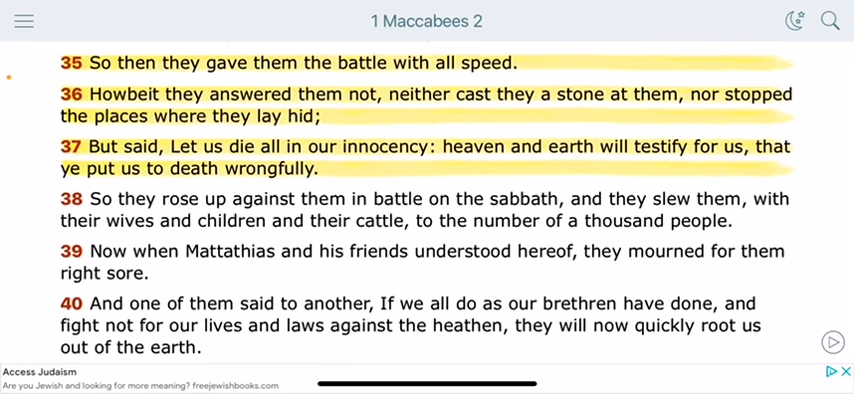 1 Maccabees 2
35 So then they gave them the battle with all speed.
36 Howbeit they answered them not, neither cast they a stone at them, nor stopped
the places where they lay hid;
37 But said, Let us die all in our innocency: heaven and earth will testify for us, that
ye put us to death wrongfully.
38 So they rose up against them in battle on the sabbath, and they slew them, with
their wives and children and their cattle, to the number of a thousand people.
39 Now when Mattathias and his friends understood hereof, they mourned for them
right sore.
40 And one of them said to another, If we all do as our brethren have done, and
fight not for our lives and laws against the heathen, they will now quickly root us
out of the earth.
Access Judaism
Are you Jewish and looking for more meaning? freejewishbooks.com